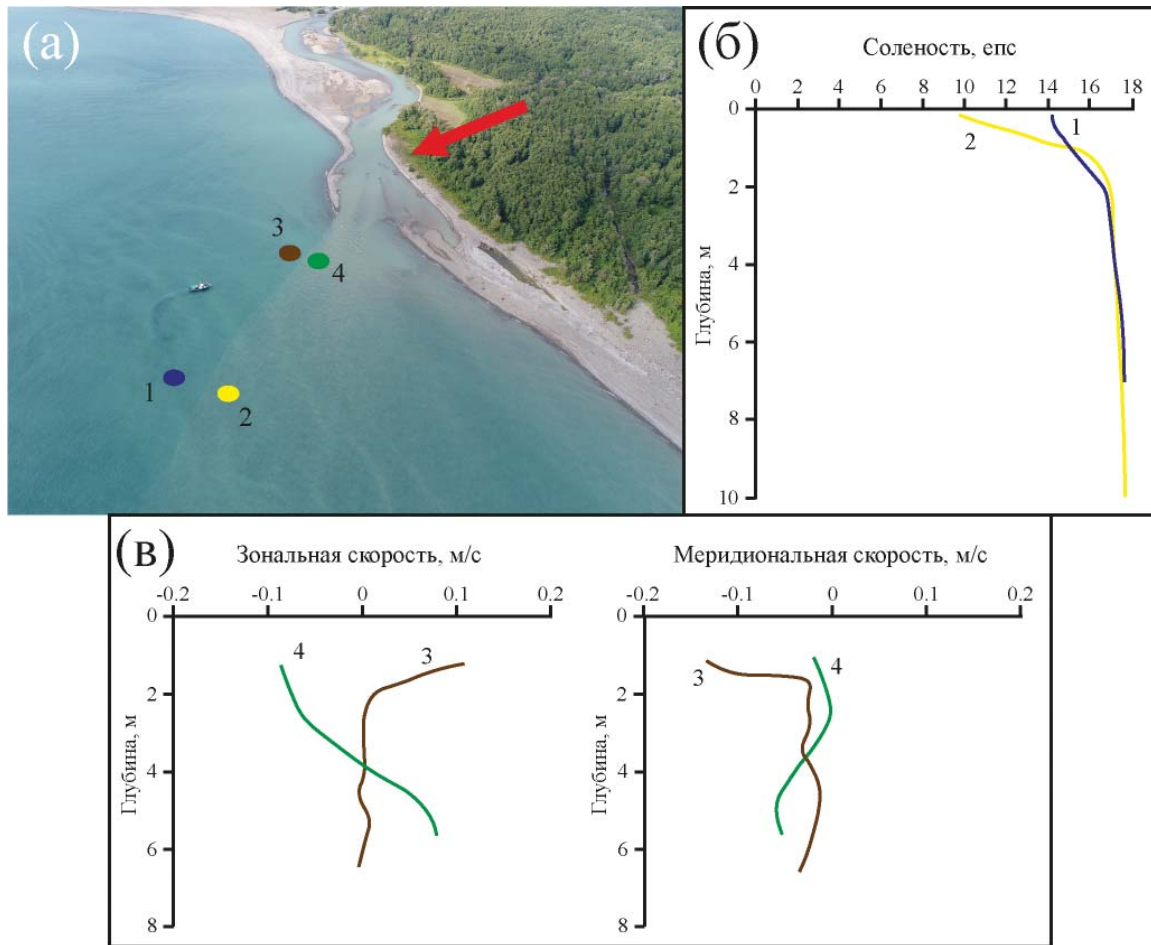 (а)
3
4
1
2
(б)
Соленость, епс
0 2 4 6 8 10 12 14 16 18
0
2
4
6
8
10
Глубина, м
1
2
(в)
Зональная скорость, м/с
-0.2 -0.1 0 0.1 0.2
0
2
4
6
8
Глубина, м
4
3
Меридиональная скорость, м/с
-0.2 -0.1 0 0.1 0.2
0
2
4
6
8
Глубина, м
3
4